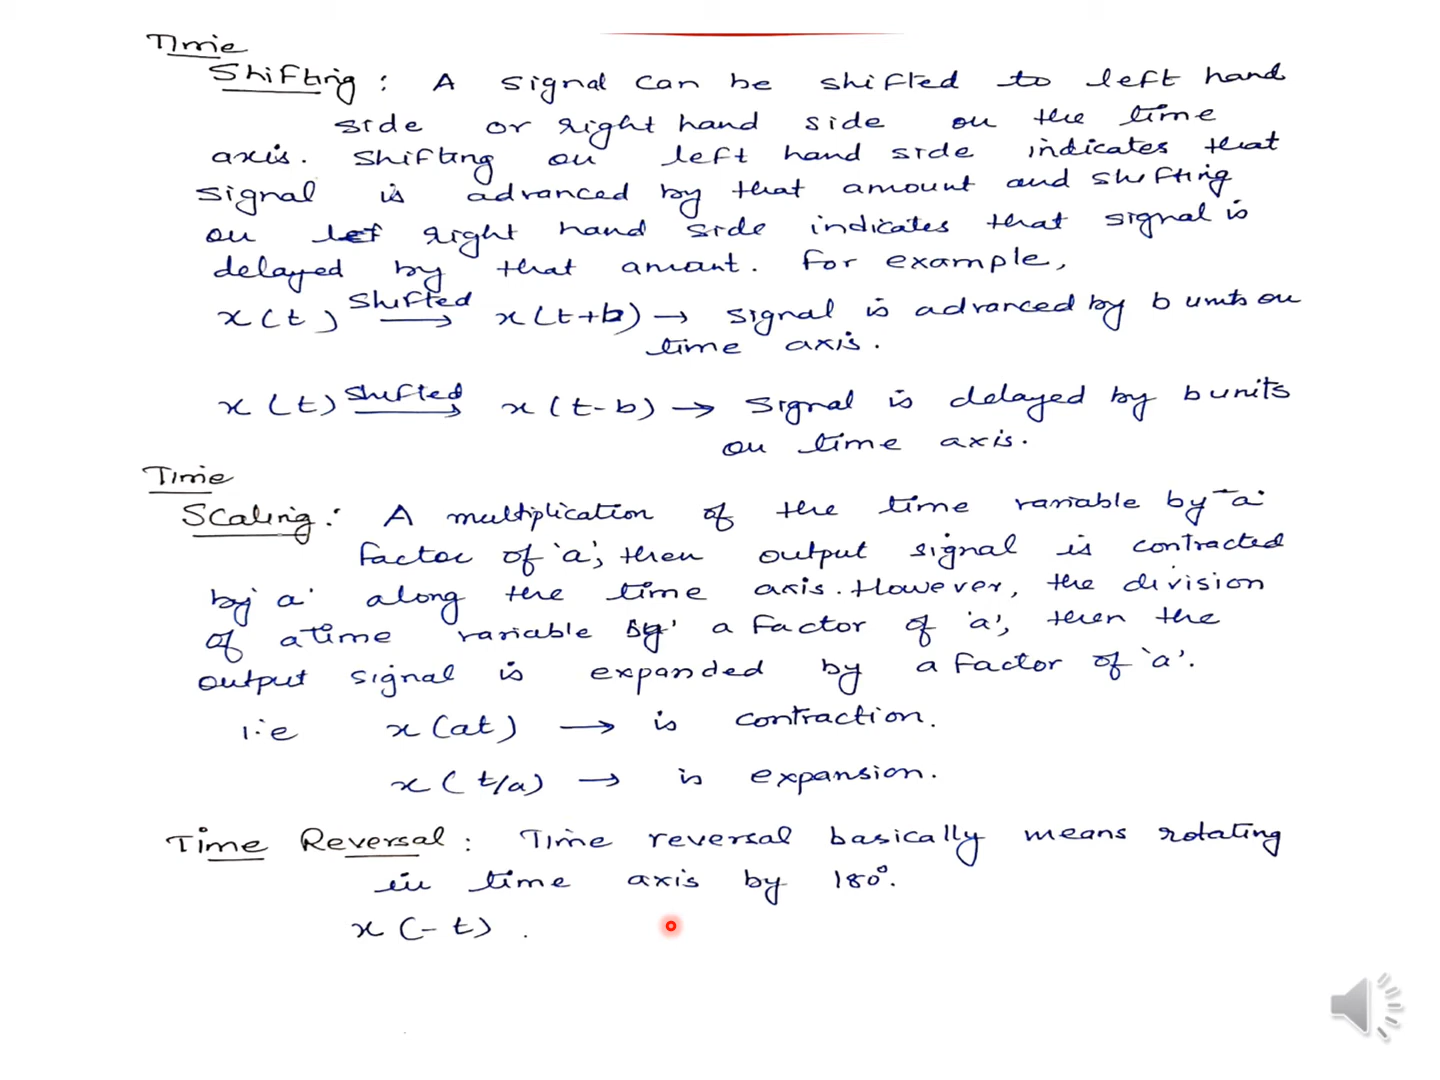 Time
Shifting : A signal can be shifted to left hand
side or right hand side on the time
axis. Shifting on left hand side indicates that
signal is advanced by that amount and shifting
on lef right hand side indicates that signal is
delayed by that amant. For example,
x(t) Shifted → x(t+b) → signal is advanced by b units on
time axis.
x(t) Shifted → x(t-b) → Signal is delayed by b units
on time axis.
Time
Scaling : A multiplication of the time variable by a
factor of 'a', then output signal is contracted
by 'a' along the time axis. However, the division
of a time variable by a factor of 'a', then the
output signal is expanded by a factor of 'a'.
i.e x(at) → is contraction.
x(t/a) → is expansion.
Time Reversal : Time reversal basically means rotating
in time axis by 180°.
x(-t).